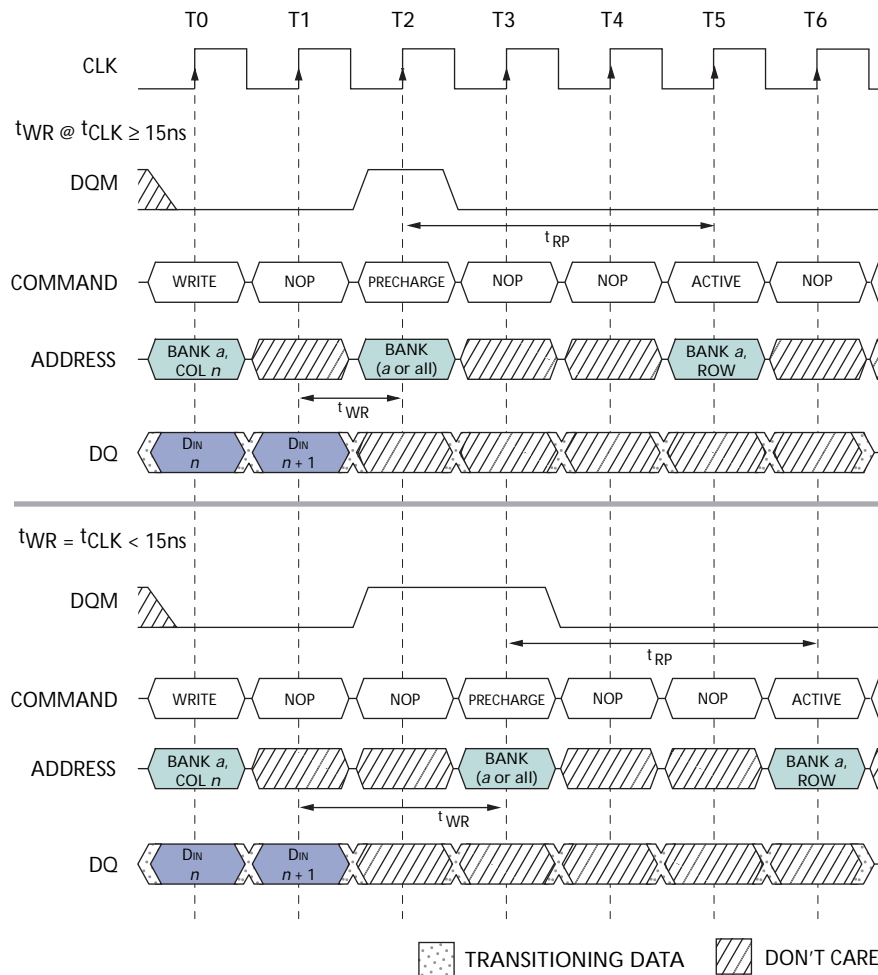 T0 T1 T2 T3 T4 T5 T6
CLK
tWR @ tCLK ≥ 15ns
DQM
tRP
COMMAND WRITE NOP PRECHARGE NOP NOP ACTIVE NOP
ADDRESS BANK a, COL n BANK (a or all) BANK a, ROW
tWR
DQ DIN n DIN n + 1
tWR = tCLK < 15ns
DQM
tRP
COMMAND WRITE NOP NOP PRECHARGE NOP NOP ACTIVE
ADDRESS BANK a, COL n BANK (a or all) BANK a, ROW
tWR
DQ DIN n DIN n + 1
TRANSITIONING DATA DON'T CARE